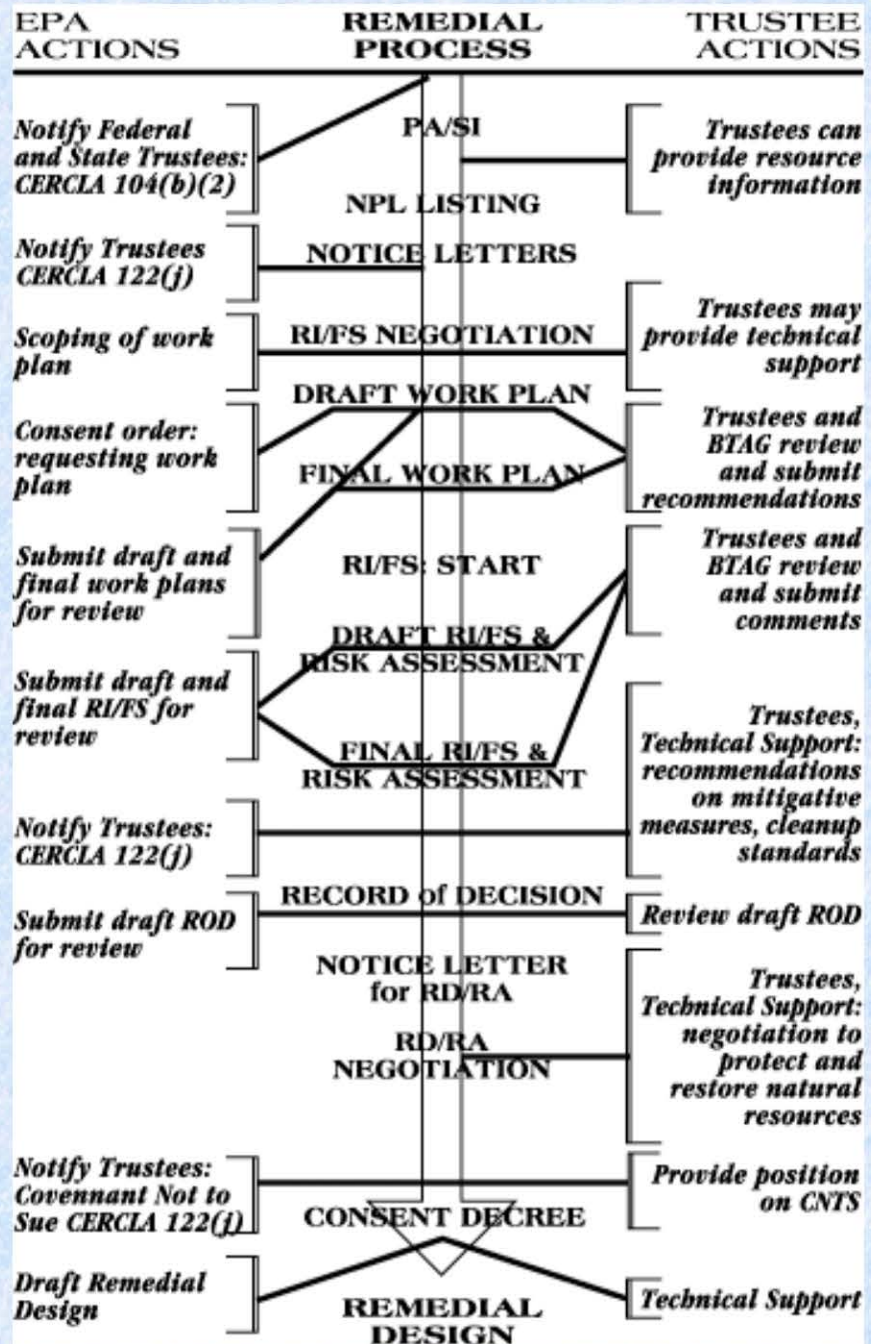 EPA
ACTIONS
REMEDIAL
PROCESS
TRUSTEE
ACTIONS
Notify Federal
and State Trustees:
CERCLA 104(b)(2)
PA/SI
Trustees can
provide resource
information
NPL LISTING
Notify Trustees
CERCLA 122(j)
NOTICE LETTERS
Scoping of work
plan
RI/FS NEGOTIATION
Trustees may
provide technical
support
DRAFT WORK PLAN
Consent order:
requesting work
plan
FINAL WORK PLAN
Trustees and
BTAG review
and submit
recommendations
Submit draft and
final work plans
for review
RI/FS: START
Trustees and
BTAG review
and submit
comments
DRAFT RI/FS &
RISK ASSESSMENT
Submit draft and
final RI/FS for
review
FINAL RI/FS &
RISK ASSESSMENT
Trustees,
Technical Support:
recommendations
on mitigative
measures, cleanup
standards
Notify Trustees:
CERCLA 122(j)
RECORD of DECISION
Submit draft ROD
for review
Review draft ROD
NOTICE LETTER
for RD/RA
RD/RA
NEGOTIATION
Trustees,
Technical Support:
negotiation to
protect and
restore natural
resources
Notify Trustees:
Covennant Not to
Sue CERCLA 122(j)
Provide position
on CNTS
CONSENT DECREE
Draft Remedial
Design
REMEDIAL
DESIGN
Technical Support